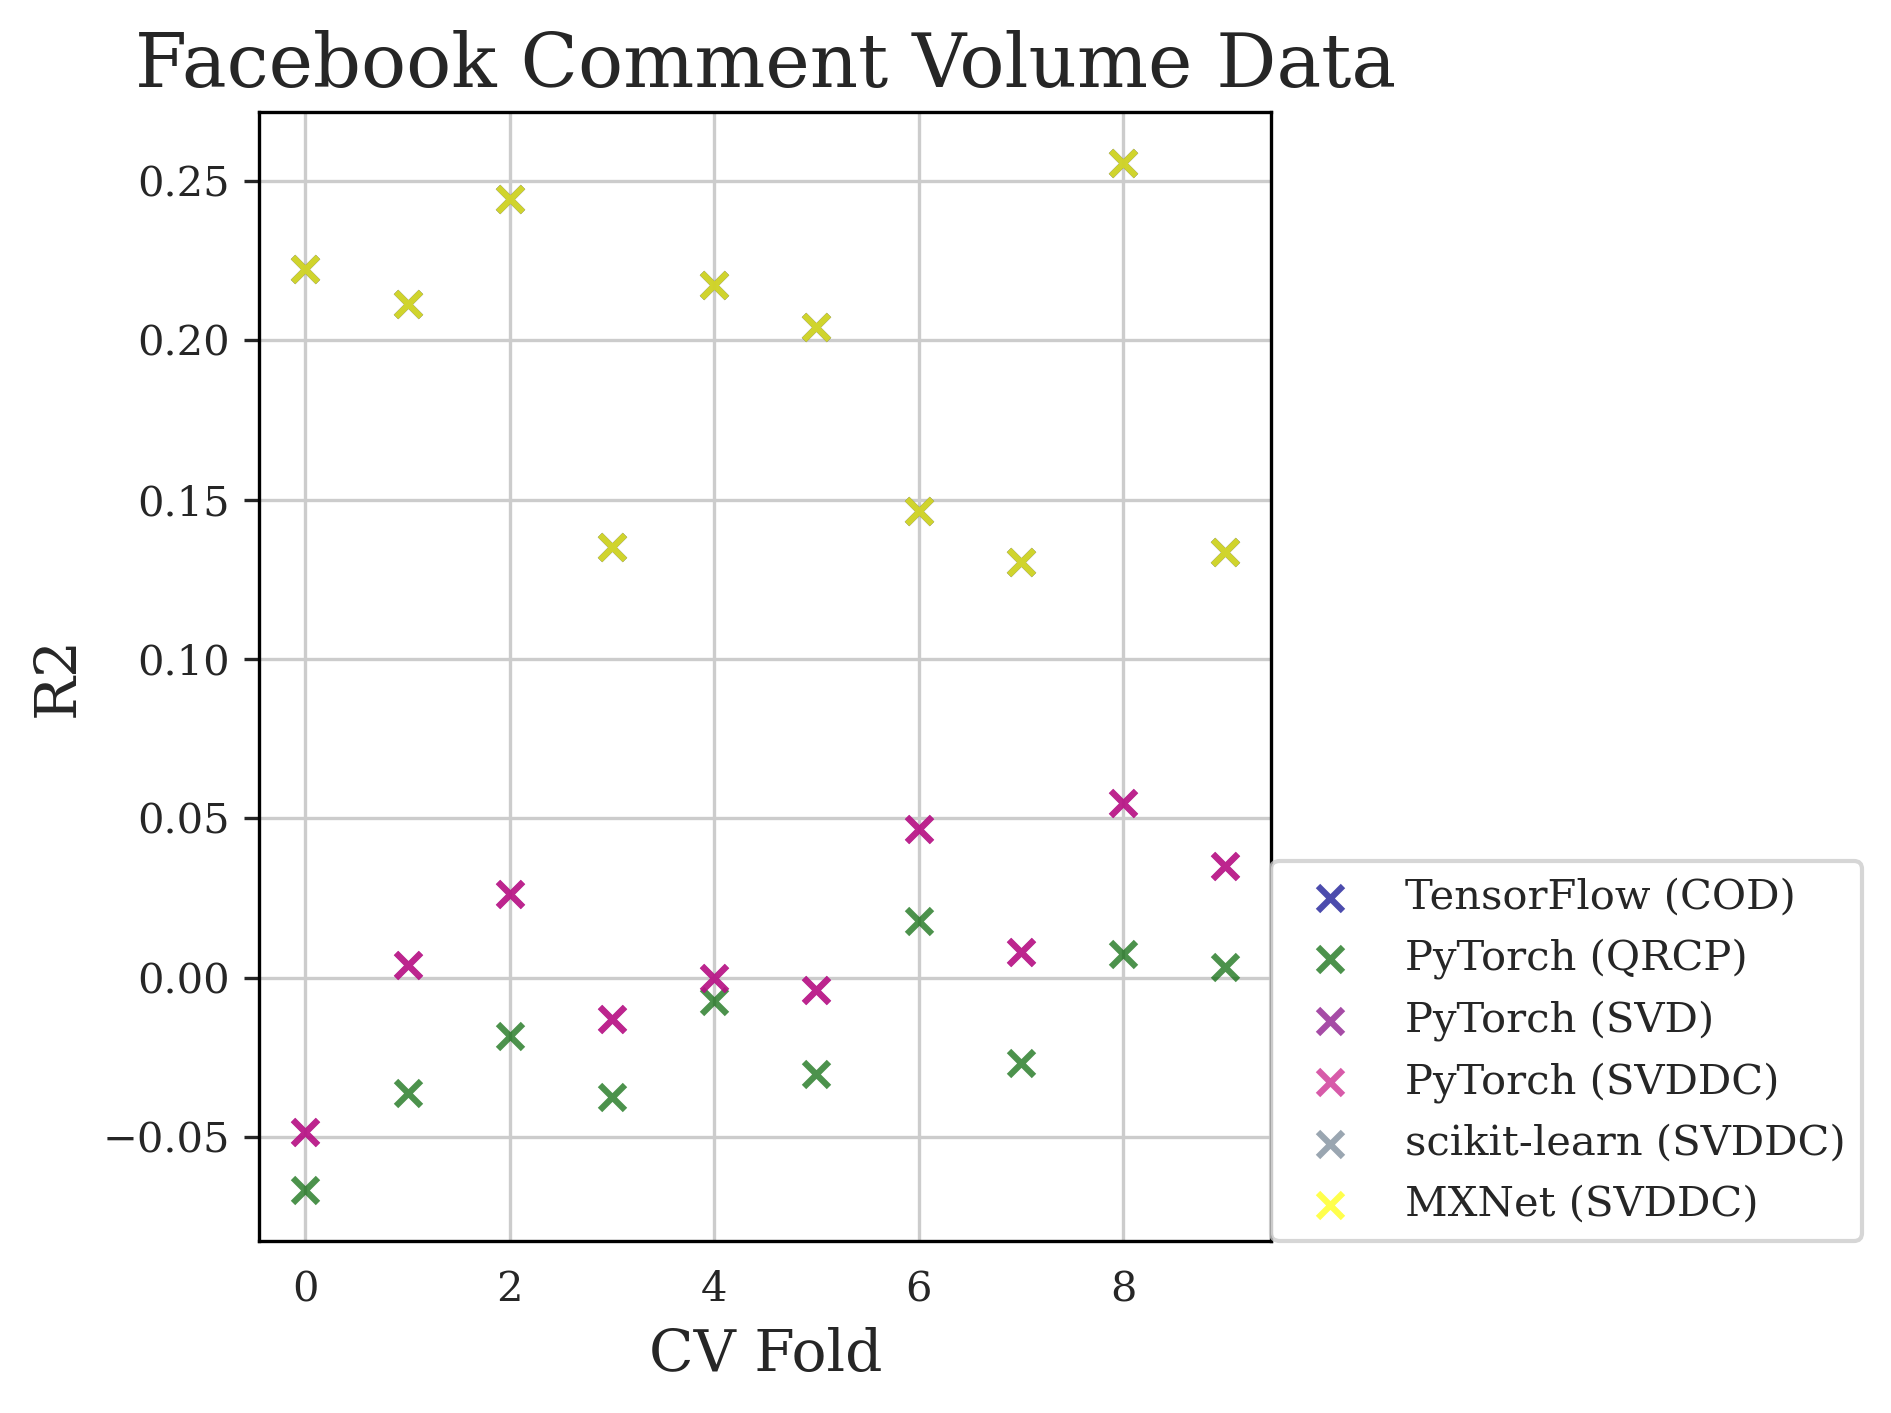 Facebook Comment Volume Data
0.25
0.20
0.15
0.10
0.05
0.00
−0.05
R2
0 2 4 6 8
CV Fold
TensorFlow (COD)
PyTorch (QRCP)
PyTorch (SVD)
PyTorch (SVDDC)
scikit-learn (SVDDC)
MXNet (SVDDC)